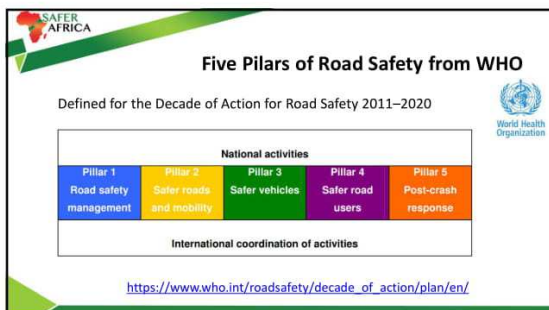 SAFER
AFRICA
Five Pillars of Road Safety from WHO
Defined for the Decade of Action for Road Safety 2011–2020
World Health
Organization
National activities
Pillar 1
Road safety
management
Pillar 2
Safer roads
and mobility
Pillar 3
Safer vehicles
Pillar 4
Safer road
users
Pillar 5
Post-crash
response
International coordination of activities
https://www.who.int/roadsafety/decade_of_action/plan/en/